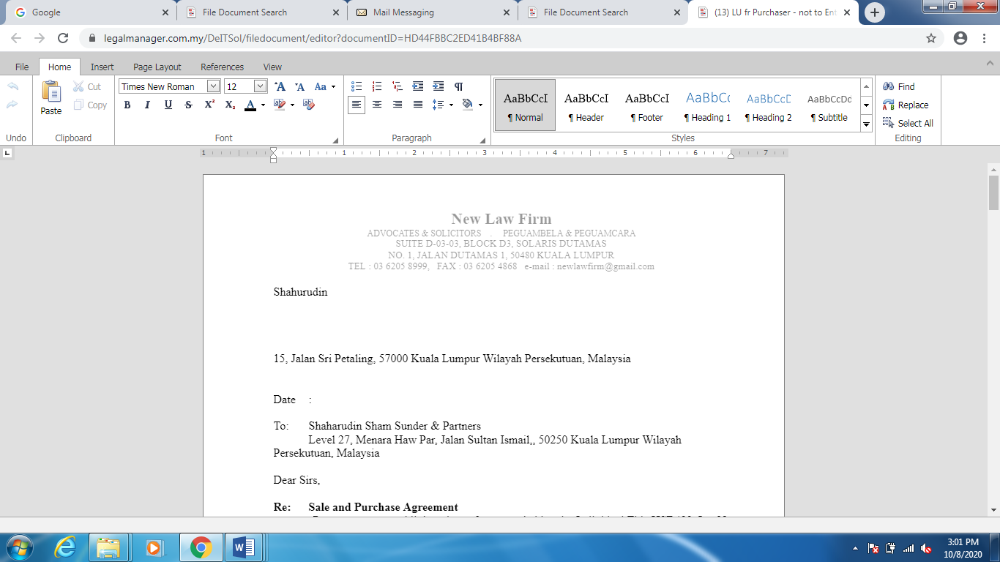 Google
File Document Search
Mail Messaging
File Document Search
(13) LU fr Purchaser - not to Ent
legalmanager.com.my/DeITSol/filedocument/editor?documentID=HD44FBBC2ED41B4BF88A
File Home Insert Page Layout References View
Times New Roman 12
Cut
Copy
Paste
AaBbCcI AaBbCcI AaBbCcI AaBbCc AaBbCcD AaBbCcDd
¶ Normal ¶ Header ¶ Footer ¶ Heading 1 ¶ Heading 2 ¶ Subtitle
Find
Replace
Select All
Undo Clipboard Font Paragraph Styles Editing
1 1 2 3 4 5 6 7
New Law Firm
ADVOCATES & SOLICITORS . PEGUAMBELA & PEGUAMCARA
SUITE D-03-03, BLOCK D3, SOLARIS DUTAMAS
NO. 1, JALAN DUTAMAS 1, 50480 KUALA LUMPUR
TEL : 03 6205 8999, FAX : 03 6205 4868 e-mail : newlawfirm@gmail.com
Shahurudin
15, Jalan Sri Petaling, 57000 Kuala Lumpur Wilayah Persekutuan, Malaysia
Date :
To: Shaharudin Sham Sunder & Partners
Level 27, Menara Haw Par, Jalan Sultan Ismail,, 50250 Kuala Lumpur Wilayah
Persekutuan, Malaysia
Dear Sirs,
Re: Sale and Purchase Agreement
3:01 PM
10/8/2020